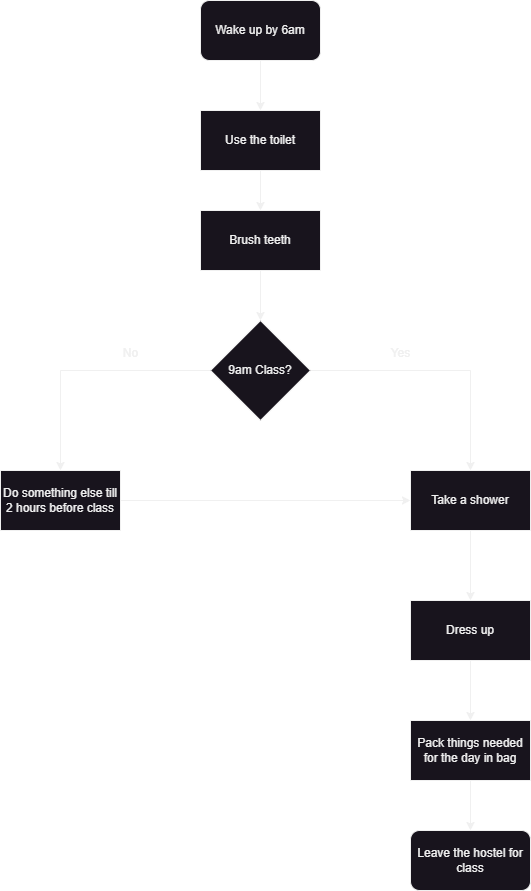 Wake up by 6am
Use the toilet
Brush teeth
No
Yes
9am Class?
Do something else till
2 hours before class
Take a shower
Dress up
Pack things needed
for the day in bag
Leave the hostel for
class